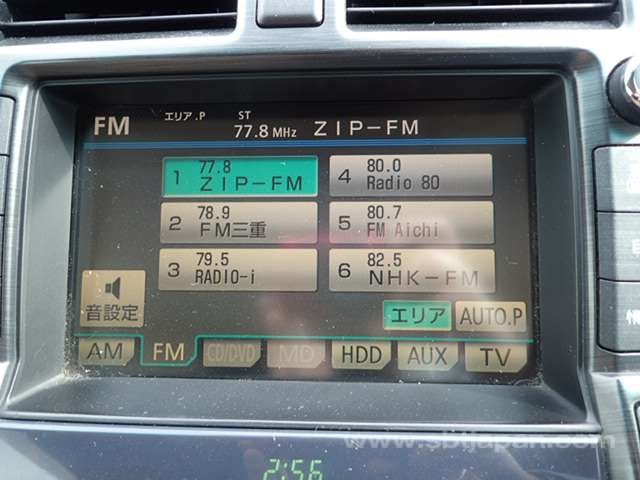 FM エリア.P ST 77.8 MHz ZIP-FM
1 77.8 ZIP-FM
4 80.0 Radio 80
2 78.9 FM三重
5 80.7 FM Aichi
3 79.5 RADIO-i
6 82.5 NHK-FM
音設定
エリア AUTO.P
AM FM CD/DVD MD HDD AUX TV
www.sbtjapan.com
2:56